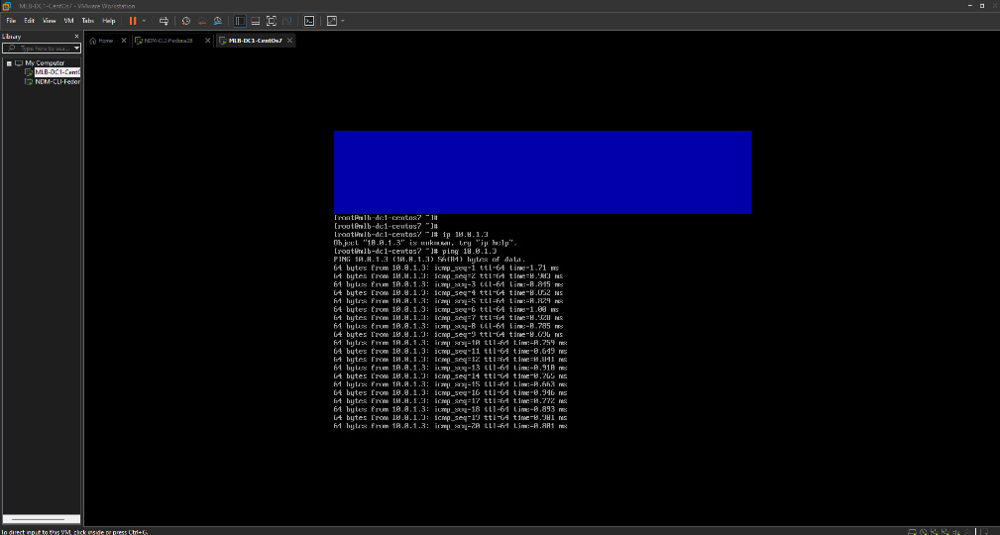 MLB-DC1-CentOs7 - VMware Workstation
File Edit View VM Tabs Help
Library
Type here to sea...
Home
NDM-CLI-Fedora28
MLB-DC1-CentOs7
My Computer
MLB-DC1-CentO
NDM-CLI-Fedor
[root@mlb-dc1-centos7 ~]#
[root@mlb-dc1-centos7 ~]#
[root@mlb-dc1-centos7 ~]# ip 10.0.1.3
Object "10.0.1.3" is unknown, try "ip help".
[root@mlb-dc1-centos7 ~]# ping 10.0.1.3
PING 10.0.1.3 (10.0.1.3) 56(84) bytes of data.
64 bytes from 10.0.1.3: icmp_seq=1 ttl=64 time=1.71 ms
64 bytes from 10.0.1.3: icmp_seq=2 ttl=64 time=0.903 ms
64 bytes from 10.0.1.3: icmp_seq=3 ttl=64 time=0.845 ms
64 bytes from 10.0.1.3: icmp_seq=4 ttl=64 time=0.852 ms
64 bytes from 10.0.1.3: icmp_seq=5 ttl=64 time=0.829 ms
64 bytes from 10.0.1.3: icmp_seq=6 ttl=64 time=1.00 ms
64 bytes from 10.0.1.3: icmp_seq=7 ttl=64 time=0.920 ms
64 bytes from 10.0.1.3: icmp_seq=8 ttl=64 time=0.785 ms
64 bytes from 10.0.1.3: icmp_seq=9 ttl=64 time=0.696 ms
64 bytes from 10.0.1.3: icmp_seq=10 ttl=64 time=0.759 ms
64 bytes from 10.0.1.3: icmp_seq=11 ttl=64 time=0.649 ms
64 bytes from 10.0.1.3: icmp_seq=12 ttl=64 time=0.841 ms
64 bytes from 10.0.1.3: icmp_seq=13 ttl=64 time=0.910 ms
64 bytes from 10.0.1.3: icmp_seq=14 ttl=64 time=0.765 ms
64 bytes from 10.0.1.3: icmp_seq=15 ttl=64 time=0.663 ms
64 bytes from 10.0.1.3: icmp_seq=16 ttl=64 time=0.946 ms
64 bytes from 10.0.1.3: icmp_seq=17 ttl=64 time=0.772 ms
64 bytes from 10.0.1.3: icmp_seq=18 ttl=64 time=0.893 ms
64 bytes from 10.0.1.3: icmp_seq=19 ttl=64 time=0.901 ms
64 bytes from 10.0.1.3: icmp_seq=20 ttl=64 time=0.801 ms
To direct input to this VM, click inside or press Ctrl+G.